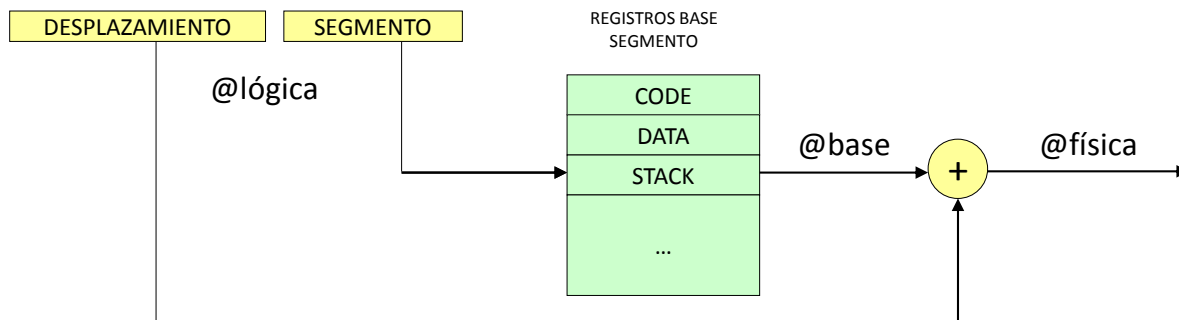 DESPLAZAMIENTO
SEGMENTO
REGISTROS BASE
SEGMENTO
@lógica
CODE
DATA
STACK
...
@base
+
@física